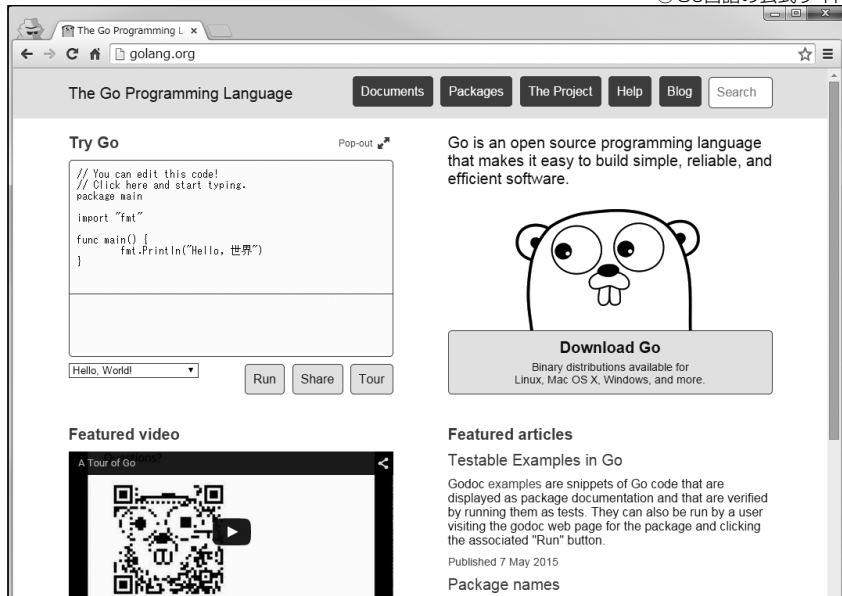 The Go Programming L
golang.org
The Go Programming Language
Documents
Packages
The Project
Help
Blog
Search
Try Go
Pop-out
// You can edit this code!
// Click here and start typing.
package main
import "fmt"
func main() {
fmt.Println("Hello, 世界")
}
Hello, World!
Run
Share
Tour
Go is an open source programming language
that makes it easy to build simple, reliable, and
efficient software.
Download Go
Binary distributions available for
Linux, Mac OS X, Windows, and more.
Featured video
A Tour of Go
Featured articles
Testable Examples in Go
Godoc examples are snippets of Go code that are
displayed as package documentation and that are verified
by running them as tests. They can also be run by a user
visiting the godoc web page for the package and clicking
the associated "Run" button.
Published 7 May 2015
Package names